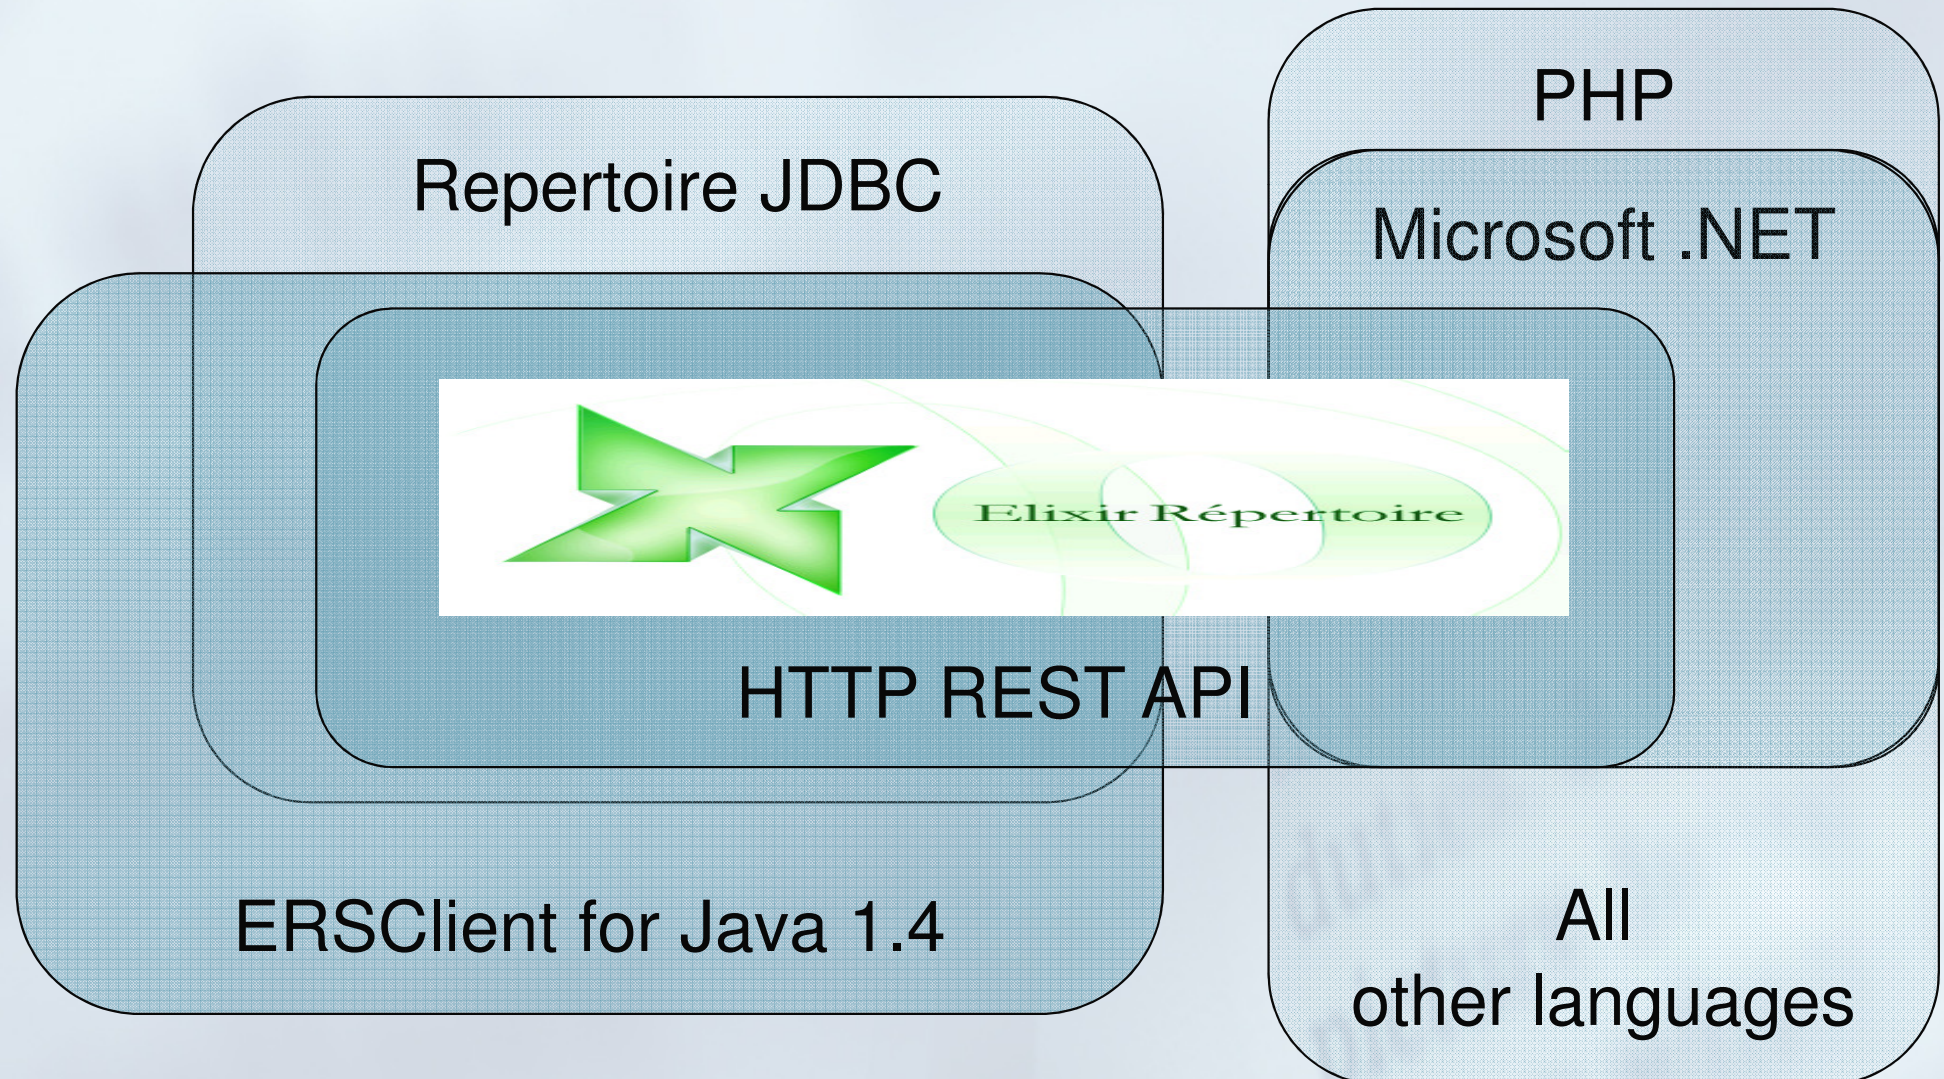 PHP
Repertoire JDBC
Microsoft .NET
Elixir Répertoire
HTTP REST API
ERSClient for Java 1.4
All
other languages